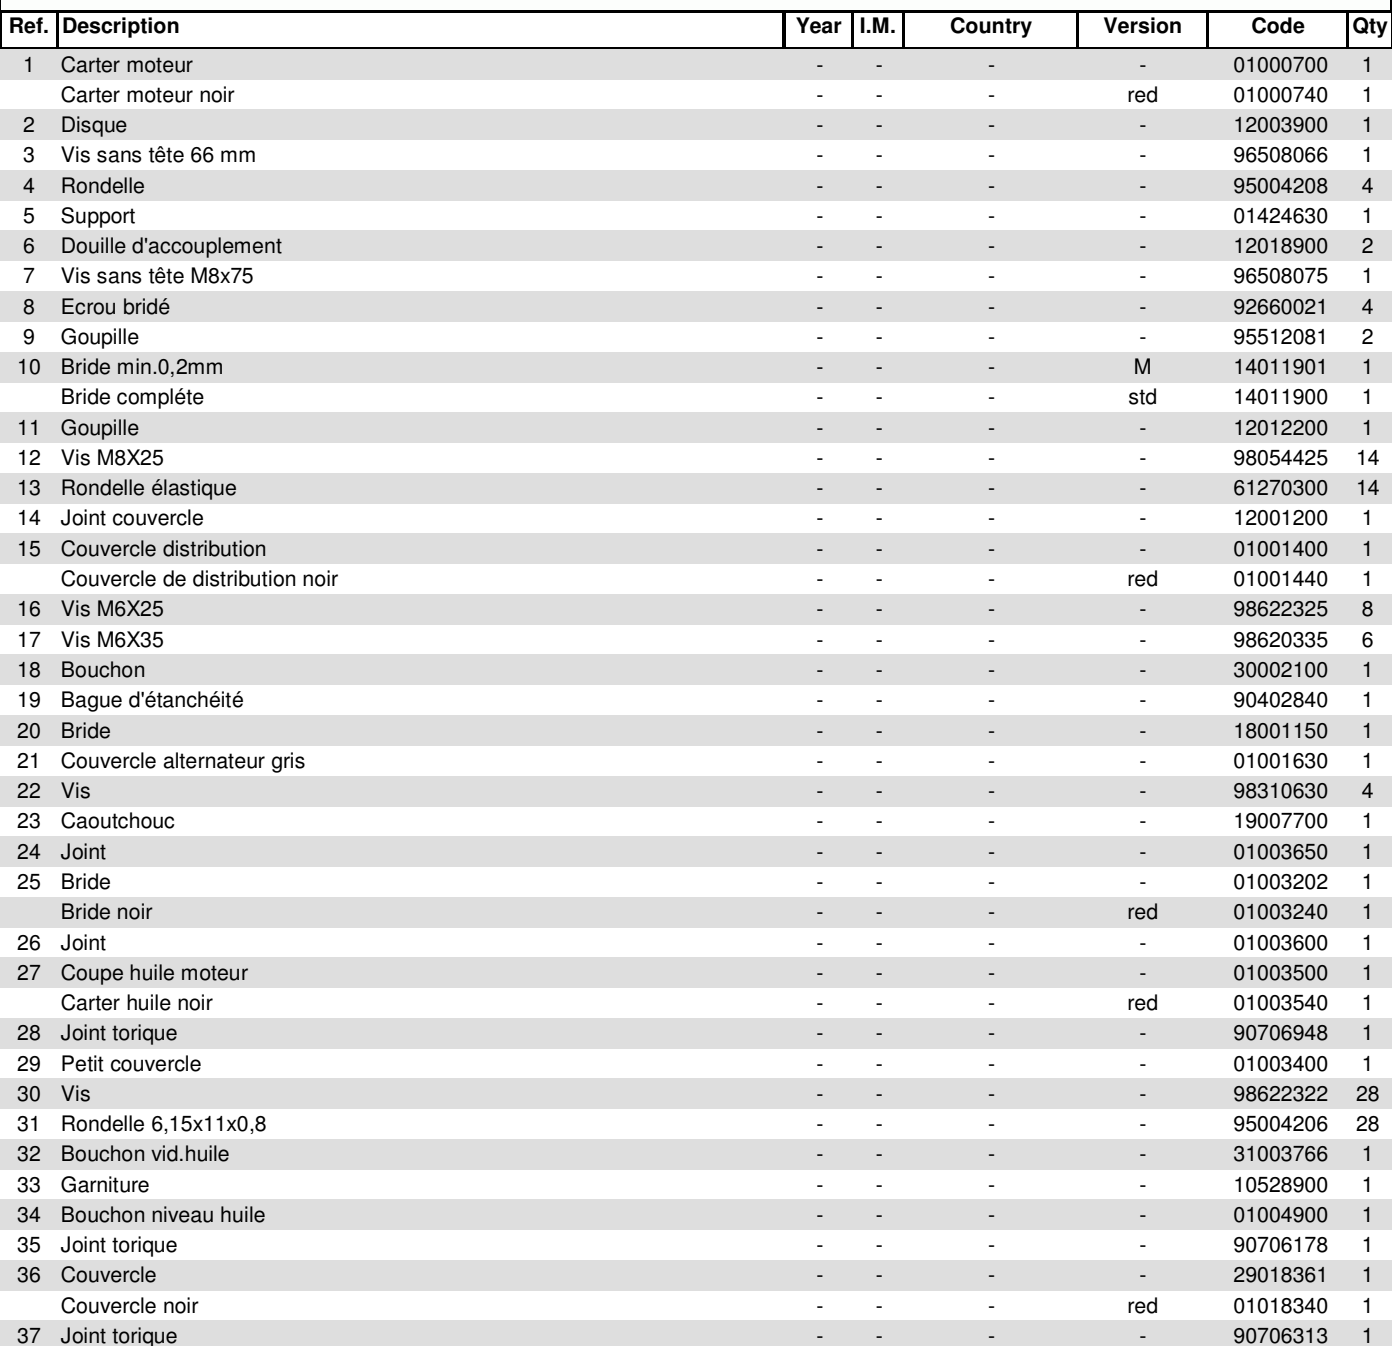 Ref. Description Year I.M. Country Version Code Qty
1 Carter moteur - - - - 01000700 1
Carter moteur noir - - - red 01000740 1
2 Disque - - - - 12003900 1
3 Vis sans tête 66 mm - - - - 96508066 1
4 Rondelle - - - - 95004208 4
5 Support - - - - 01424630 1
6 Douille d'accouplement - - - - 12018900 2
7 Vis sans tête M8x75 - - - - 96508075 1
8 Ecrou bridé - - - - 92660021 4
9 Goupille - - - - 95512081 2
10 Bride min.0,2mm - - - M 14011901 1
Bride compléte - - - std 14011900 1
11 Goupille - - - - 12012200 1
12 Vis M8X25 - - - - 98054425 14
13 Rondelle élastique - - - - 61270300 14
14 Joint couvercle - - - - 12001200 1
15 Couvercle distribution - - - - 01001400 1
Couvercle de distribution noir - - - red 01001440 1
16 Vis M6X25 - - - - 98622325 8
17 Vis M6X35 - - - - 98620335 6
18 Bouchon - - - - 30002100 1
19 Bague d'étanchéité - - - - 90402840 1
20 Bride - - - - 18001150 1
21 Couvercle alternateur gris - - - - 01001630 1
22 Vis - - - - 98310630 4
23 Caoutchouc - - - - 19007700 1
24 Joint - - - - 01003650 1
25 Bride - - - - 01003202 1
Bride noir - - - red 01003240 1
26 Joint - - - - 01003600 1
27 Coupe huile moteur - - - - 01003500 1
Carter huile noir - - - red 01003540 1
28 Joint torique - - - - 90706948 1
29 Petit couvercle - - - - 01003400 1
30 Vis - - - - 98622322 28
31 Rondelle 6,15x11x0,8 - - - - 95004206 28
32 Bouchon vid.huile - - - - 31003766 1
33 Garniture - - - - 10528900 1
34 Bouchon niveau huile - - - - 01004900 1
35 Joint torique - - - - 90706178 1
36 Couvercle - - - - 29018361 1
Couvercle noir - - - red 01018340 1
37 Joint torique - - - - 90706313 1